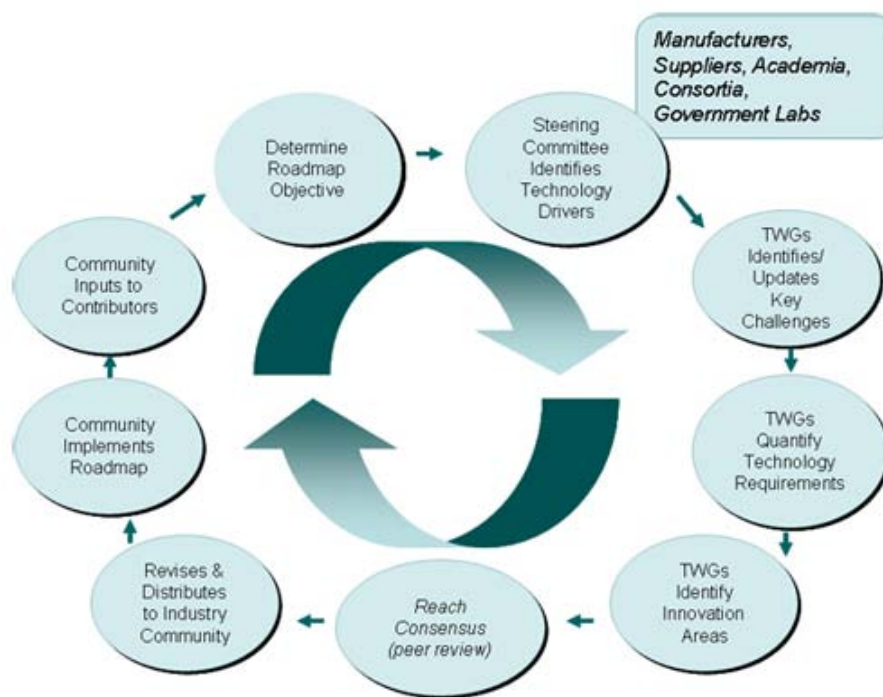 Manufacturers,
Suppliers, Academia,
Consortia,
Government Labs
Determine
Roadmap
Objective
Steering
Committee
Identifies
Technology
Drivers
TWGs
Identifies/
Updates
Key
Challenges
TWGs
Quantify
Technology
Requirements
TWGs
Identify
Innovation
Areas
Reach
Consensus
(peer review)
Revises &
Distributes
to Industry
Community
Community
Implements
Roadmap
Community
Inputs to
Contributors